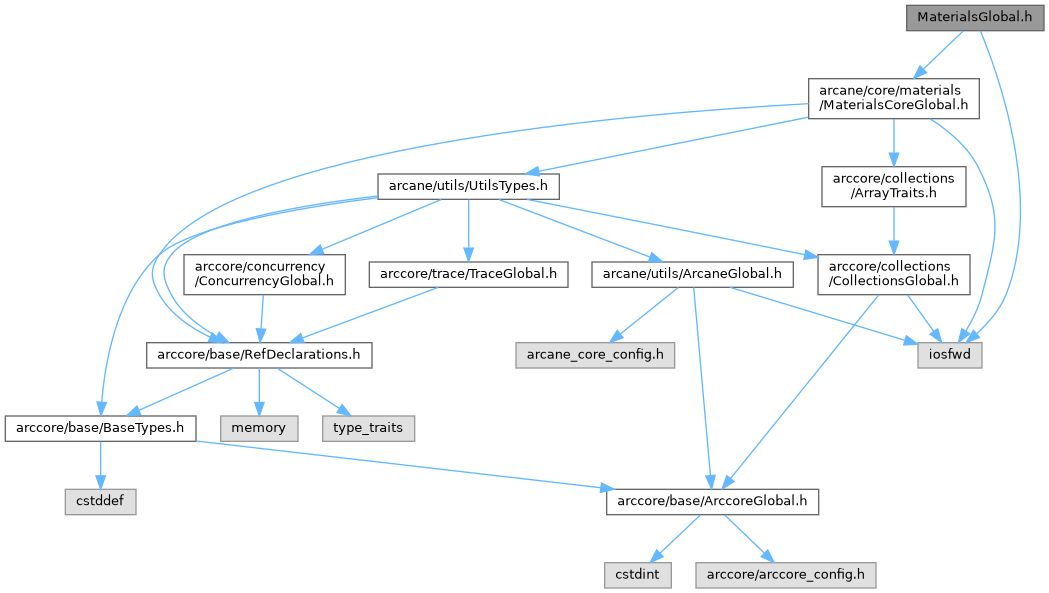 MaterialsGlobal.h
arcane/core/materials
/MaterialsCoreGlobal.h
arccore/collections
/ArrayTraits.h
arcane/utils/UtilsTypes.h
arccore/concurrency
/ConcurrencyGlobal.h
arccore/trace/TraceGlobal.h
arcane/utils/ArcaneGlobal.h
arccore/collections
/CollectionsGlobal.h
arccore/base/RefDeclarations.h
arcane_core_config.h
iosfwd
arccore/base/BaseTypes.h
memory
type_traits
cstddef
arccore/base/ArccoreGlobal.h
cstdint
arccore/arccore_config.h